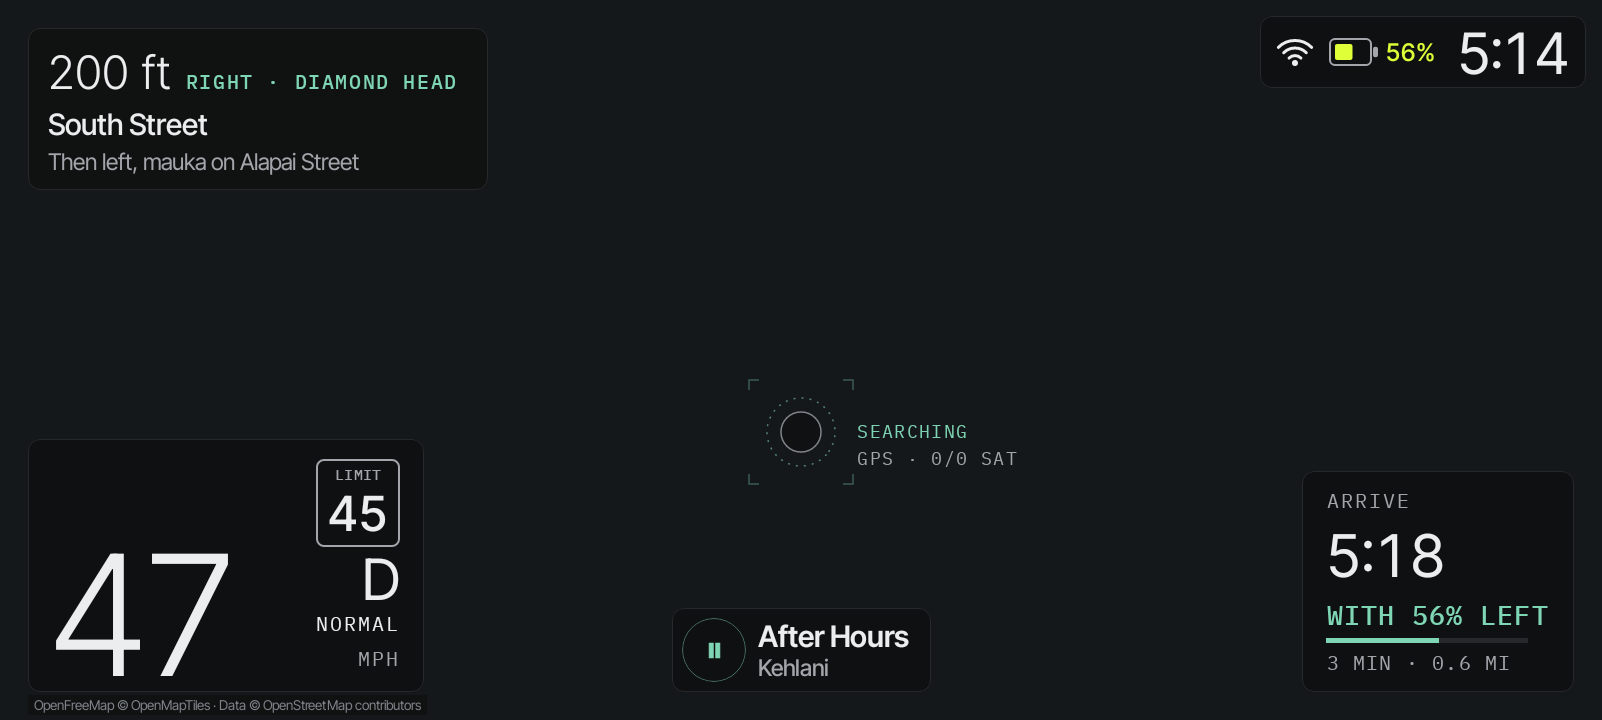 200 ft RIGHT · DIAMOND HEAD
South Street
Then left, mauka on Alapai Street
56% 5:14
SEARCHING
GPS · 0/0 SAT
LIMIT
45
47
D
NORMAL
MPH
After Hours
Kehlani
ARRIVE
5:18
WITH 56% LEFT
3 MIN · 0.6 MI
OpenFreeMap © OpenMapTiles · Data © OpenStreetMap contributors